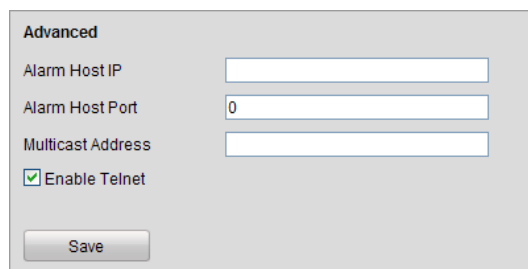 Advanced
Alarm Host IP
Alarm Host Port 0
Multicast Address
Enable Telnet
Save